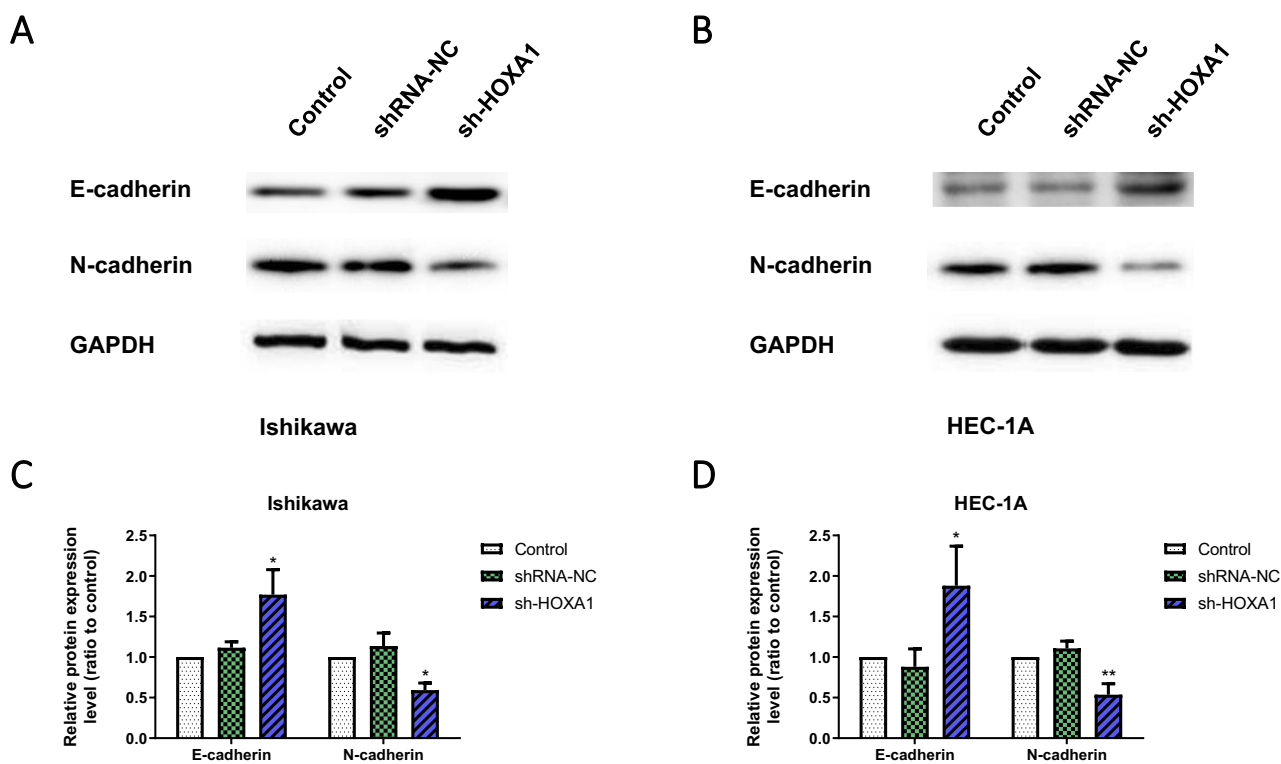 A
Control
shRNA-NC
sh-HOXA1
E-cadherin
N-cadherin
GAPDH
Ishikawa
B
Control
shRNA-NC
sh-HOXA1
E-cadherin
N-cadherin
GAPDH
HEC-1A
C
Ishikawa
Relative protein expression
level (ratio to control)
2.5
2.0
1.5
1.0
0.5
0.0
*
*
E-cadherin
N-cadherin
Control
shRNA-NC
sh-HOXA1
D
HEC-1A
Relative protein expression
level (ratio to control)
2.5
2.0
1.5
1.0
0.5
0.0
*
**
E-cadherin
N-cadherin
Control
shRNA-NC
sh-HOXA1